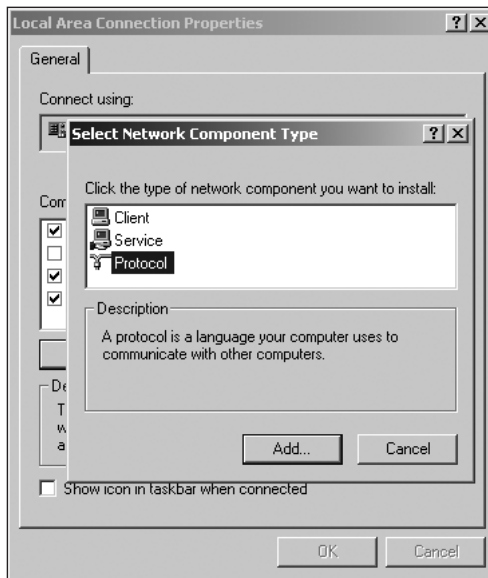 Local Area Connection Properties
General
Connect using:
Select Network Component Type
Click the type of network component you want to install:
Client
Service
Protocol
Description
A protocol is a language your computer uses to
communicate with other computers.
Add...
Cancel
Show icon in taskbar when connected
OK
Cancel